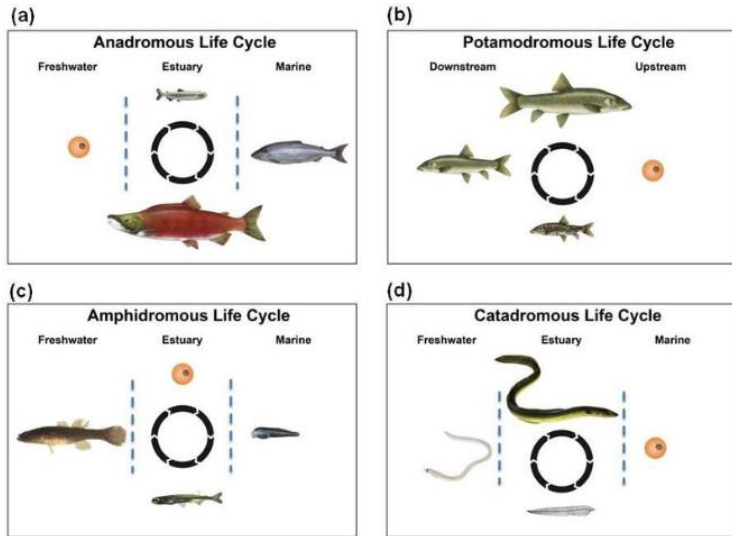 (a)
Anadromous Life Cycle
Freshwater Estuary Marine
(b)
Potamodromous Life Cycle
Downstream Upstream
(c)
Amphidromous Life Cycle
Freshwater Estuary Marine
(d)
Catadromous Life Cycle
Freshwater Estuary Marine